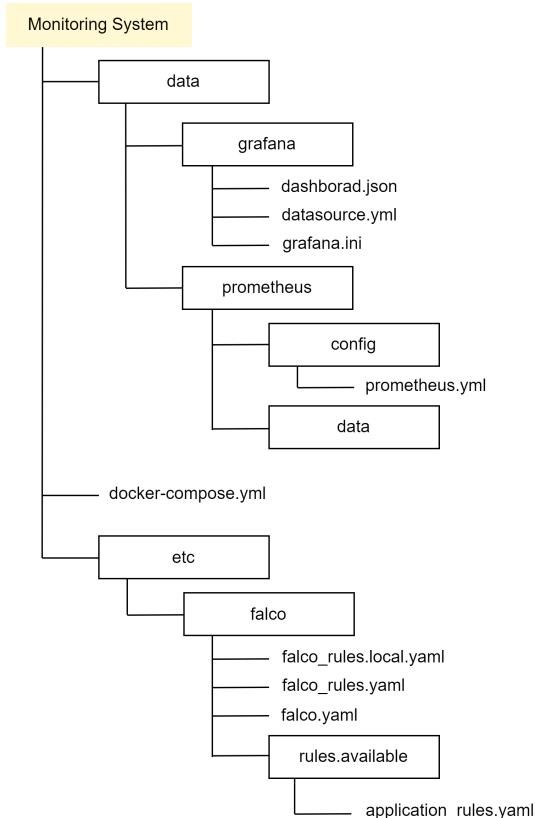 Monitoring System
data
grafana
dashborad.json
datasource.yml
grafana.ini
prometheus
config
prometheus.yml
data
docker-compose.yml
etc
falco
falco_rules.local.yaml
falco_rules.yaml
falco.yaml
rules.available
application_rules.yaml